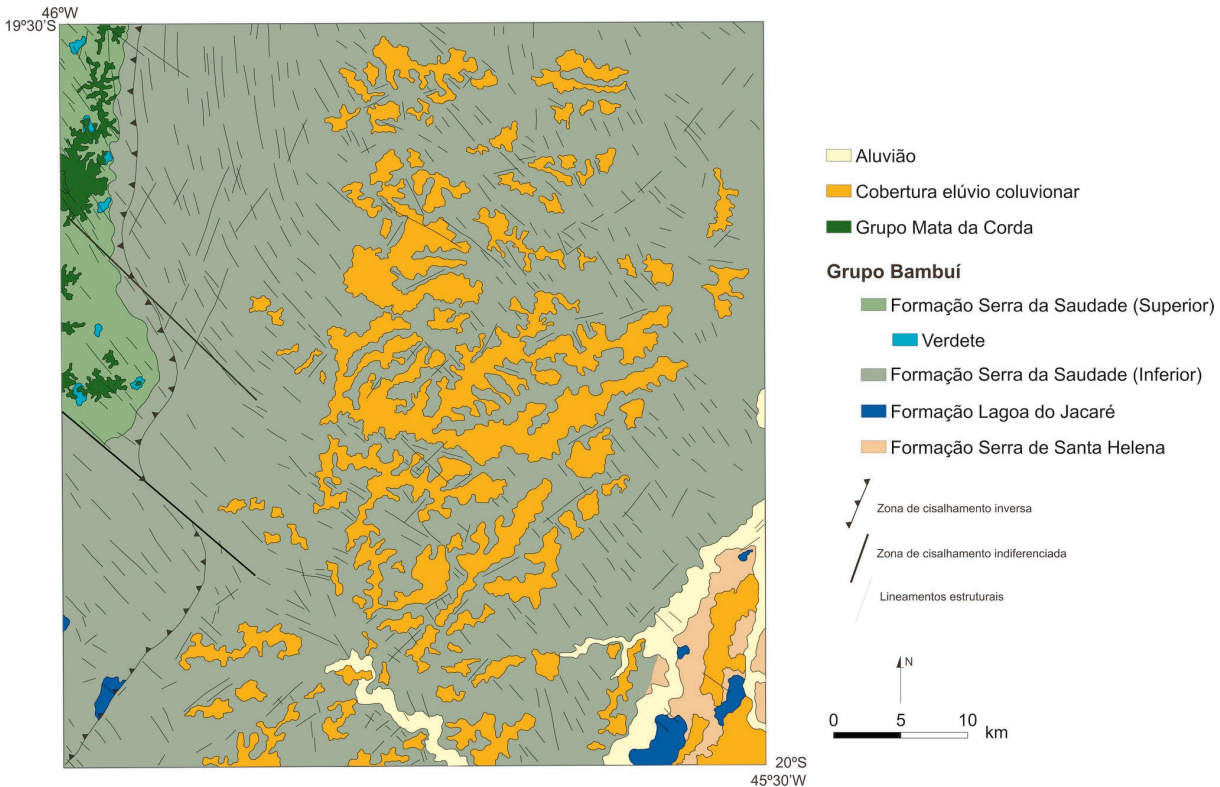 46ºW
19º30'S
Aluvião
Cobertura elúvio coluvionar
Grupo Mata da Corda
Grupo Bambuí
Formação Serra da Saudade (Superior)
Verdete
Formação Serra da Saudade (Inferior)
Formação Lagoa do Jacaré
Formação Serra de Santa Helena
Zona de cisalhamento inversa
Zona de cisalhamento indiferenciada
Lineamentos estruturais
N
0 5 10 km
20ºS
45º30'W